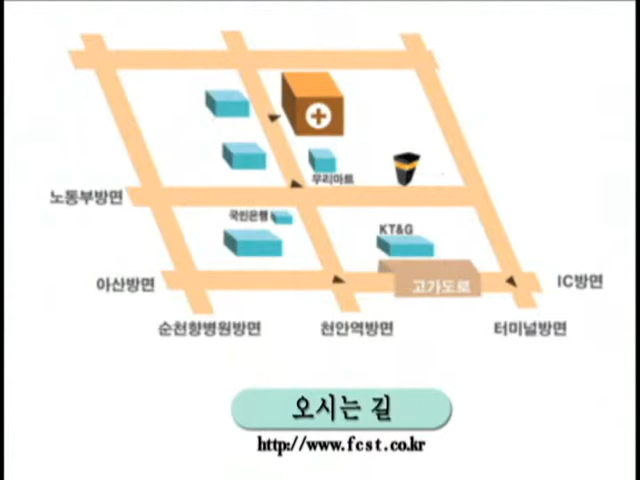 우리마트
노동부방면
국민은행
KT&G
아산방면
고가도로
IC방면
순천향병원방면
천안역방면
터미널방면
오시는 길
http://www.fcst.co.kr